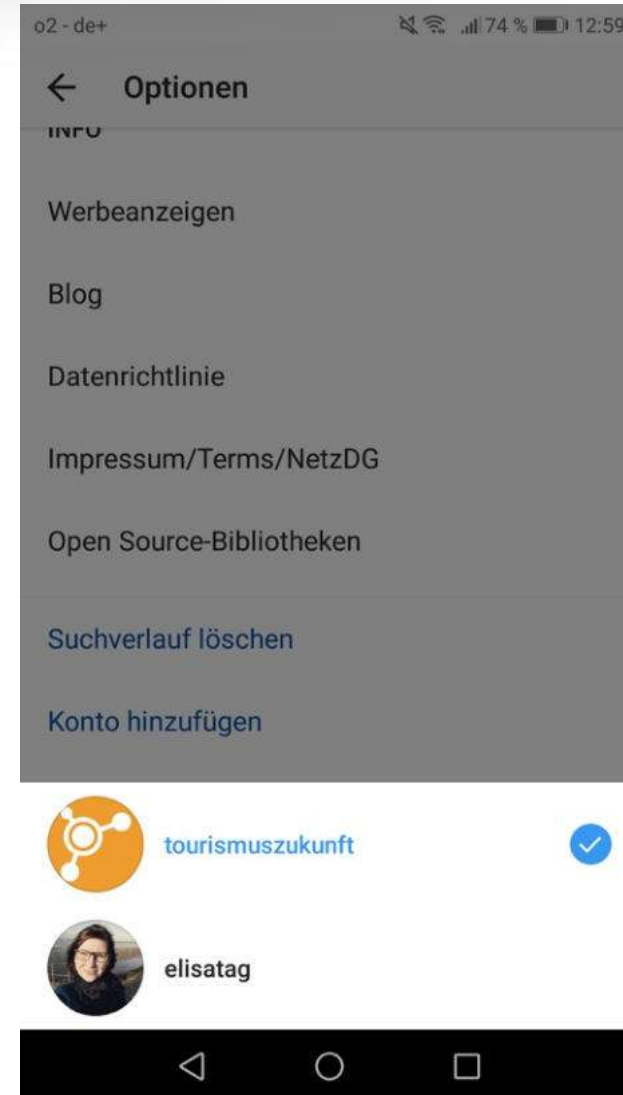 o2 - de+ 74 % 12:59
Optionen
INFO
Werbeanzeigen
Blog
Datenrichtlinie
Impressum/Terms/NetzDG
Open Source-Bibliotheken
Suchverlauf löschen
Konto hinzufügen
tourismuszukunft
elisatag